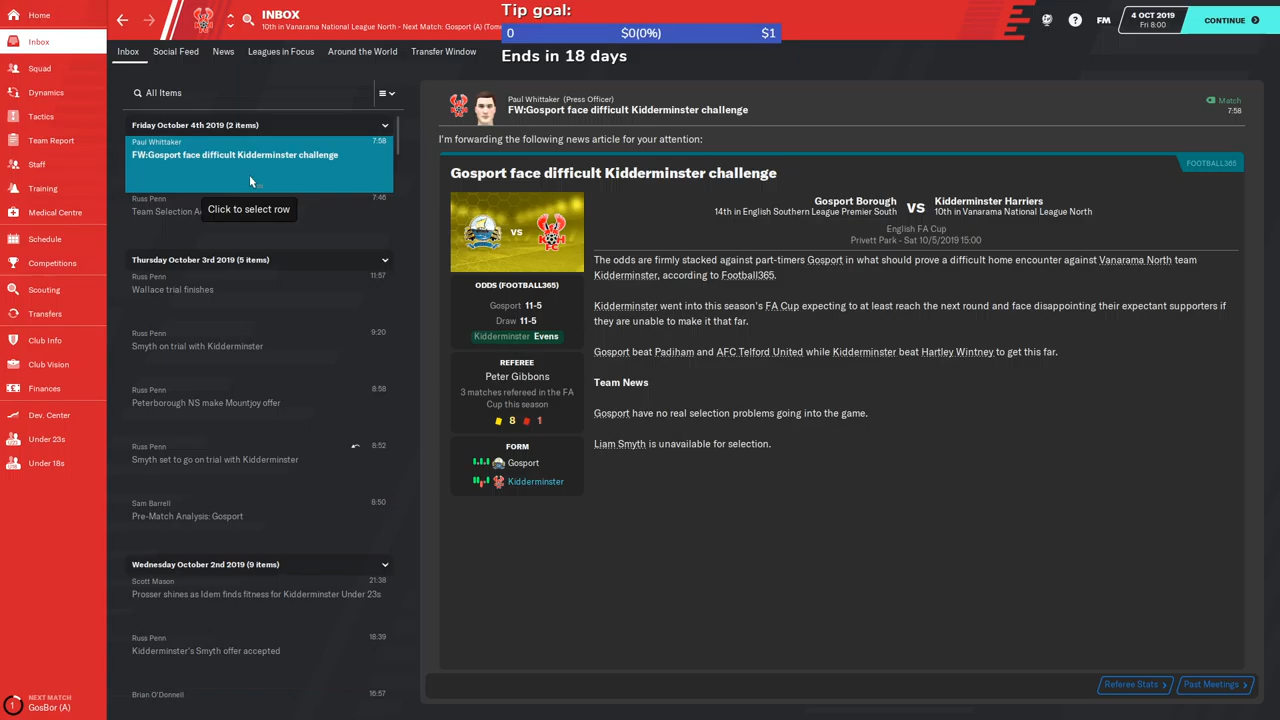 Home
Inbox
Squad
Dynamics
Tactics
Team Report
Staff
Training
Medical Centre
Schedule
Competitions
Scouting
Transfers
Club Info
Club Vision
Finances
Dev. Center
Under 23s
Under 18s
1
NEXT MATCH
GosBor (A)
INBOX
10th in Vanarama National League North - Next Match: Gosport (A) (Tom
Tip goal:
0 $0(0%) $1
Ends in 18 days
FM
4 OCT 2019
Fri 8:00
CONTINUE
Inbox Social Feed News Leagues in Focus Around the World Transfer Window
All Items
Friday October 4th 2019 (2 items)
Paul Whittaker 7:58
FW:Gosport face difficult Kidderminster challenge
Russ Penn 7:46
Team Selection A
Click to select row
Thursday October 3rd 2019 (5 items)
Russ Penn 11:57
Wallace trial finishes
Russ Penn 9:20
Smyth on trial with Kidderminster
Russ Penn 8:58
Peterborough NS make Mountjoy offer
Russ Penn 8:52
Smyth set to go on trial with Kidderminster
Sam Barrell 8:50
Pre-Match Analysis: Gosport
Wednesday October 2nd 2019 (9 items)
Scott Mason 21:38
Prosser shines as Idem finds fitness for Kidderminster Under 23s
Russ Penn 18:39
Kidderminster's Smyth offer accepted
Brian O'Donnell 16:57
Paul Whittaker (Press Officer)
FW:Gosport face difficult Kidderminster challenge
Match
7:58
I'm forwarding the following news article for your attention:
FOOTBALL365
Gosport face difficult Kidderminster challenge
VS
Gosport Borough
14th in English Southern League Premier South
VS
Kidderminster Harriers
10th in Vanarama National League North
English FA Cup
Privett Park - Sat 10/5/2019 15:00
ODDS (FOOTBALL365)
Gosport 11-5
Draw 11-5
Kidderminster Evens
REFEREE
Peter Gibbons
3 matches refereed in the FA
Cup this season
8 1
FORM
Gosport
Kidderminster
The odds are firmly stacked against part-timers Gosport in what should prove a difficult home encounter against Vanarama North team
Kidderminster, according to Football365.
Kidderminster went into this season's FA Cup expecting to at least reach the next round and face disappointing their expectant supporters if
they are unable to make it that far.
Gosport beat Padiham and AFC Telford United while Kidderminster beat Hartley Wintney to get this far.
Team News
Gosport have no real selection problems going into the game.
Liam Smyth is unavailable for selection.
Referee Stats
Past Meetings